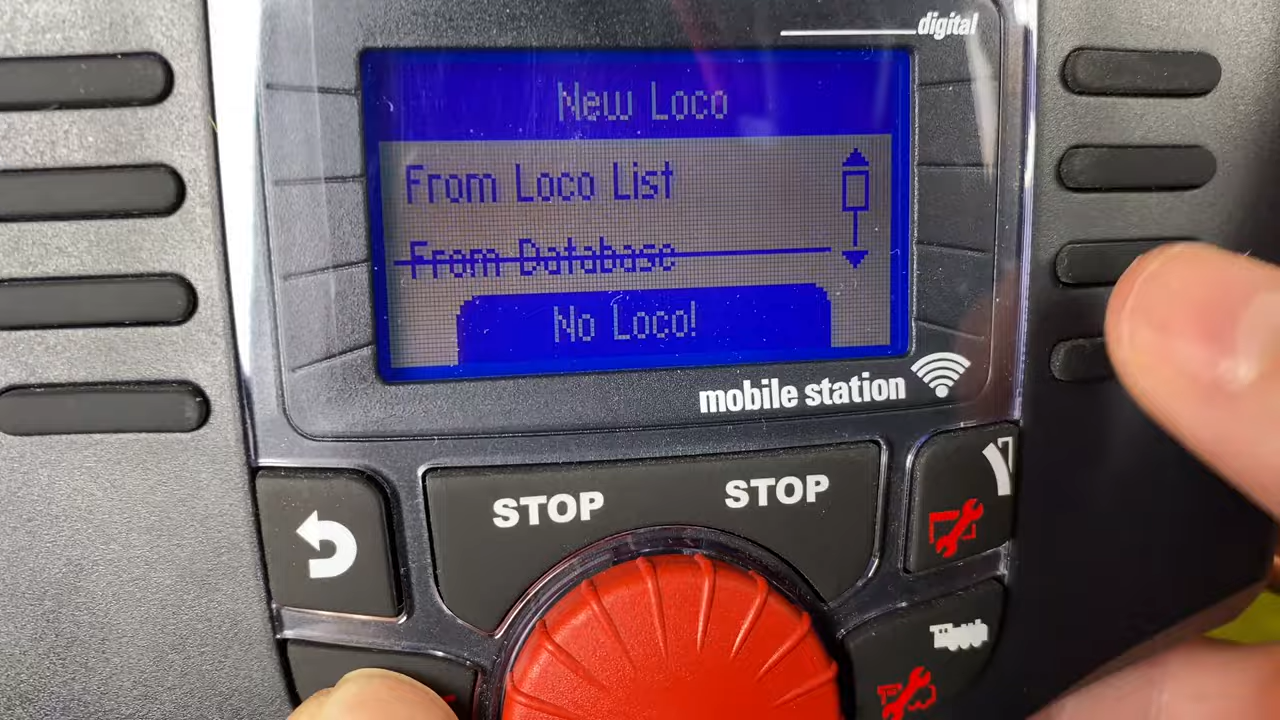 digital
New Loco
From Loco List
From Database
No Loco!
mobile station
STOP STOP